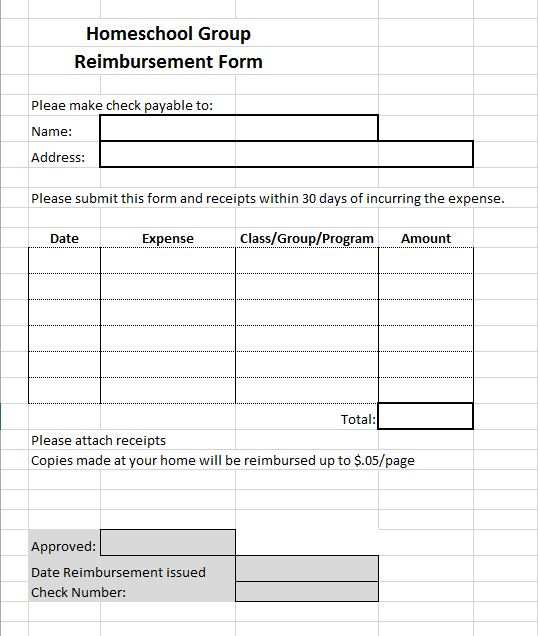 Homeschool Group
Reimbursement Form
Pleae make check payable to:
Name:
Address:
Please submit this form and receipts within 30 days of incurring the expense.
Date Expense Class/Group/Program Amount
Total:
Please attach receipts
Copies made at your home will be reimbursed up to $.05/page
Approved:
Date Reimbursement issued
Check Number: